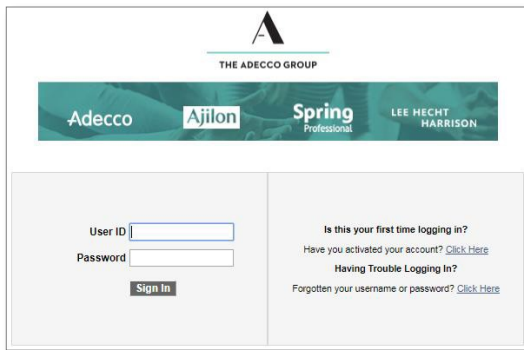 THE ADECCO GROUP
Adecco
Ajilon
Spring
Professional
LEE HECHT
HARRISON
User ID
Password
Sign In
Is this your first time logging in?
Have you activated your account? Click Here
Having Trouble Logging In?
Forgotten your username or password? Click Here